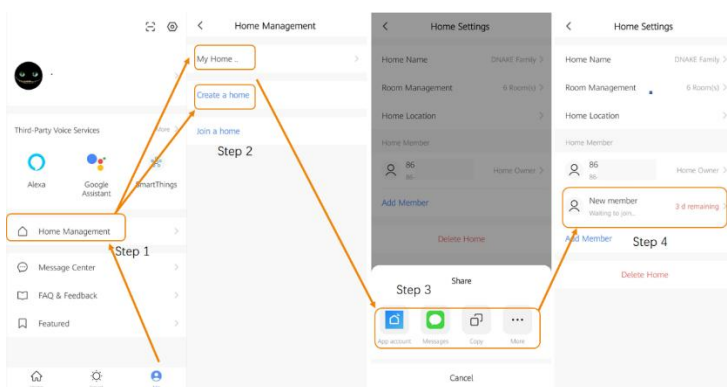 Third-Party Voice Services
More
Alexa
Google Assistant
SmartThings
Home Management
Step 1
Message Center
FAQ & Feedback
Featured
Home Management
My Home ..
Create a home
Join a home
Step 2
Home Settings
Home Name DNAKE Family
Room Management 6 Room(s)
Home Location
Home Member
86
86-
Home Owner
Add Member
Delete Home
Share
Step 3
App account
Messages
Copy
More
Cancel
Home Settings
Home Name DNAKE Family
Room Management 6 Room(s)
Home Location
Home Member
86
86-
Home Owner
New member
Waiting to join...
3 d remaining
Add Member
Step 4
Delete Home